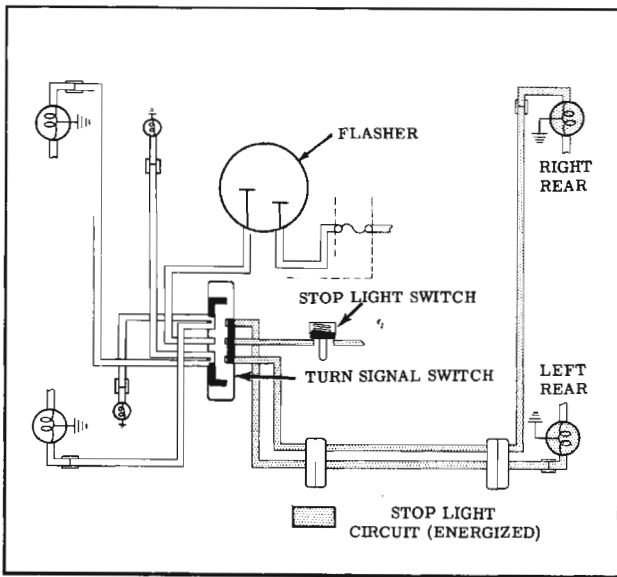 FLASHER
RIGHT
REAR
STOP LIGHT SWITCH
TURN SIGNAL SWITCH
LEFT
REAR
STOP LIGHT
CIRCUIT (ENERGIZED)